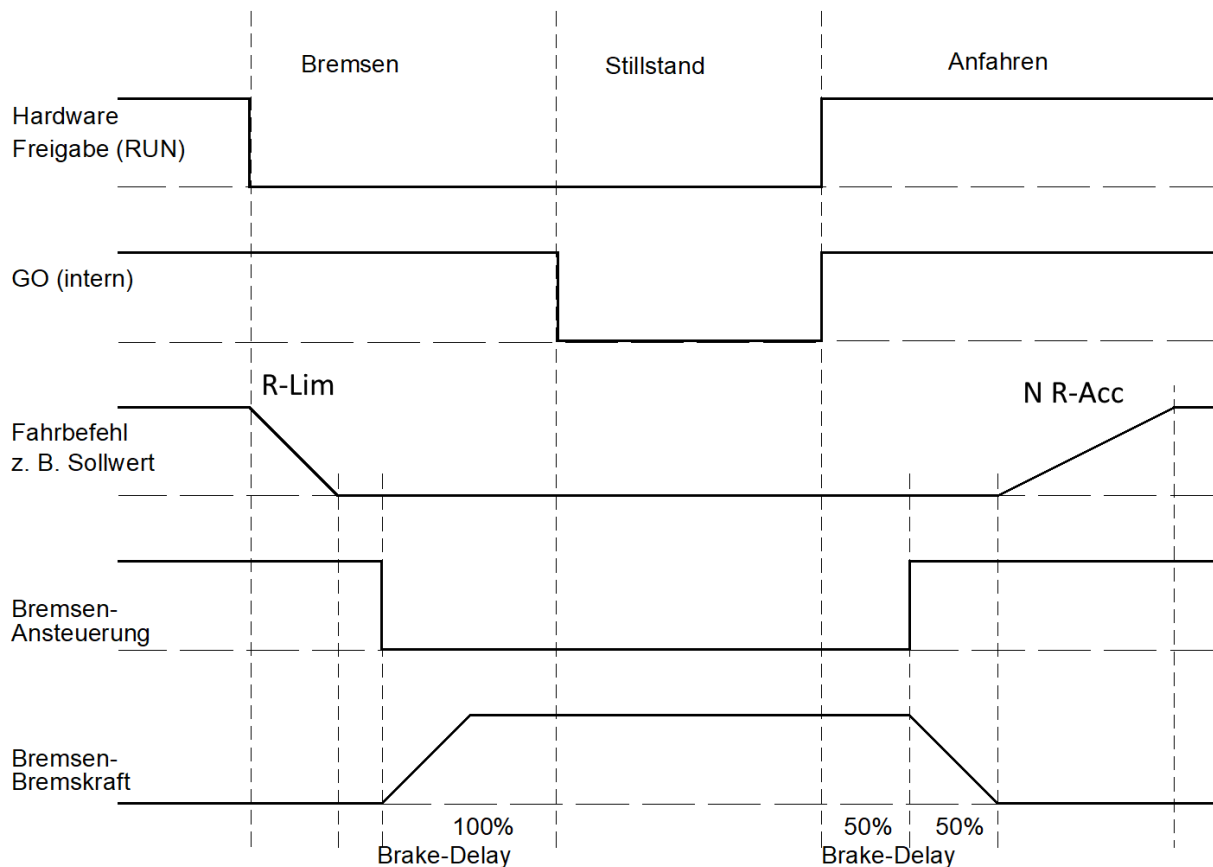 Bremsen
Stillstand
Anfahren
Hardware
Freigabe (RUN)
GO (intern)
R-Lim
N R-Acc
Fahrbefehl
z. B. Sollwert
Bremsen-
Ansteuerung
Bremsen-
Bremskraft
100%
50%
50%
Brake-Delay
Brake-Delay